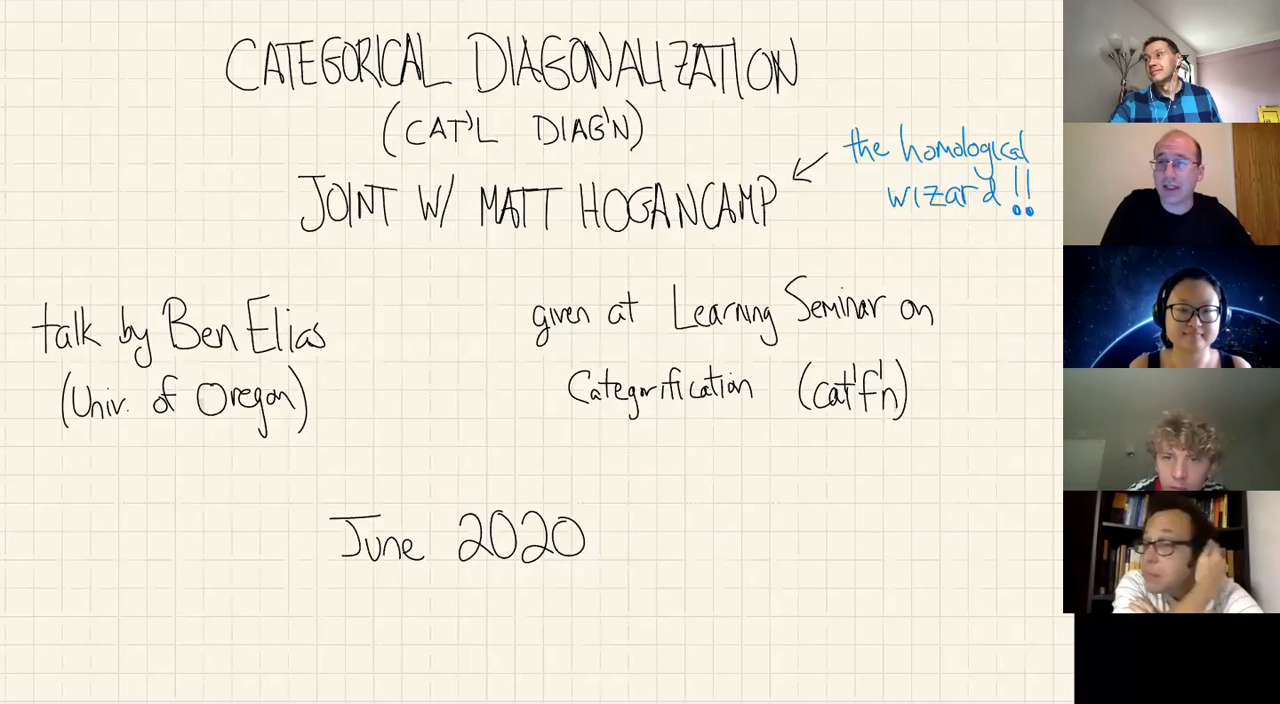 CATEGORICAL DIAGONALIZATION
(CAT'L DIAG'N)
JOINT W/ MATT HOGANCAMP
the homological
wizard!!
talk by Ben Elias
(Univ. of Oregon)
given at Learning Seminar on
Categorification (cat'f'n)
June 2020